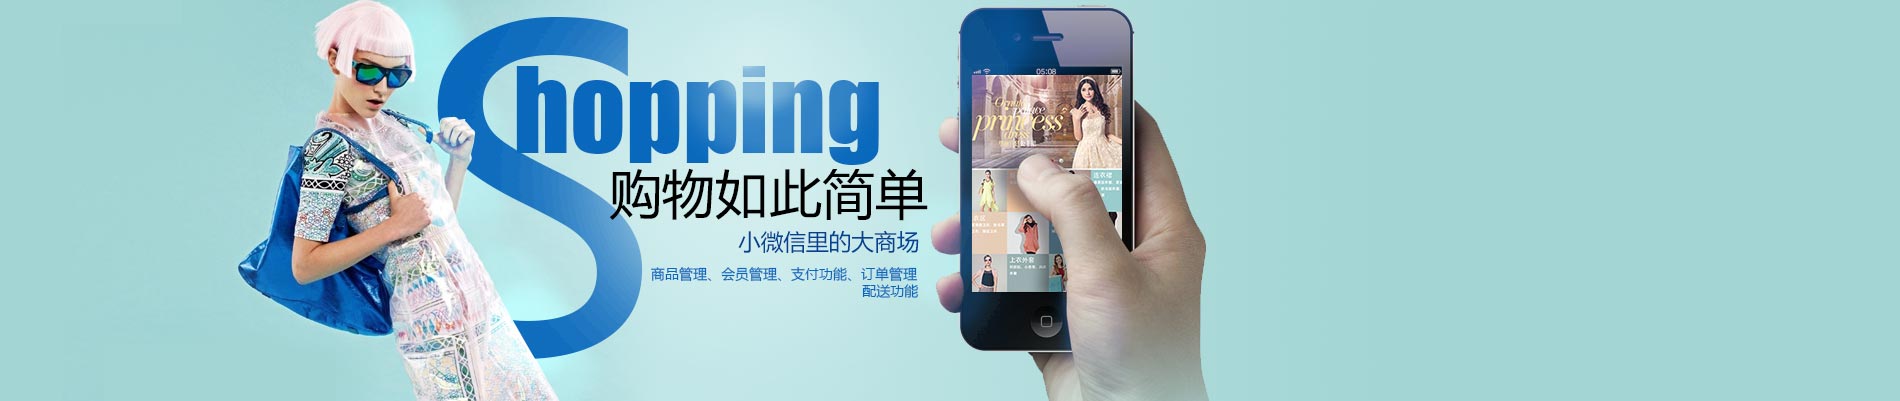 Shopping
购物如此简单
小微信里的大商场
商品管理、会员管理、支付功能、订单管理
配送功能
05:08
princess
dress
连衣裙
上衣外套